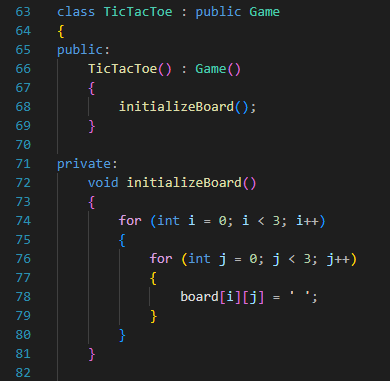 63 class TicTacToe : public Game
64 {
65 public:
66     TicTacToe() : Game()
67     {
68         initializeBoard();
69     }
70
71 private:
72     void initializeBoard()
73     {
74         for (int i = 0; i < 3; i++)
75         {
76             for (int j = 0; j < 3; j++)
77             {
78                 board[i][j] = ' ';
79             }
80         }
81     }
82